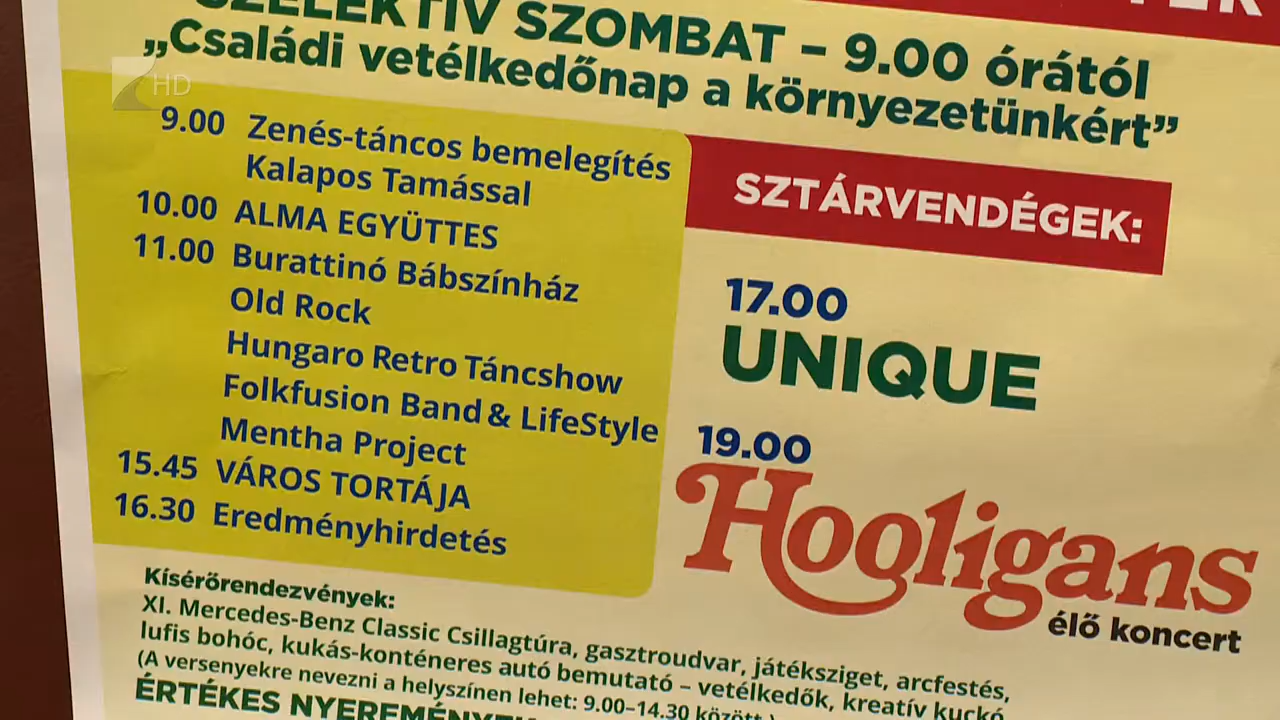 SZELEKTÍV SZOMBAT – 9.00 órától
„Családi vetélkedőnap a környezetünkért”
HD
9.00 Zenés-táncos bemelegítés
Kalapos Tamással
10.00 ALMA EGYÜTTES
11.00 Burattinó Bábszínház
Old Rock
Hungaro Retro Táncshow
Folkfusion Band & LifeStyle
Mentha Project
15.45 VÁROS TORTÁJA
16.30 Eredményhirdetés
SZTÁRVENDÉGEK:
17.00
UNIQUE
19.00
Hooligans
élő koncert
Kísérőrendezvények:
XI. Mercedes-Benz Classic Csillagtúra, gasztroudvar, játéksziget, arcfestés,
lufis bohóc, kukás-konténeres autó bemutató – vetélkedők, kreatív kuckó
(A versenyekre nevezni a helyszínen lehet: 9.00–14.30 között.)
ÉRTÉKES